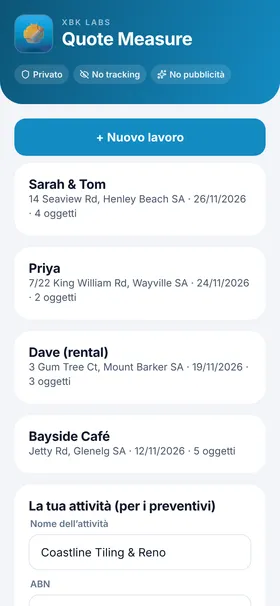 XBK LABS
Quote Measure
Privato
No tracking
No pubblicità
+ Nuovo lavoro
Sarah & Tom
14 Seaview Rd, Henley Beach SA · 26/11/2026
· 4 oggetti
Priya
7/22 King William Rd, Wayville SA · 24/11/2026
· 2 oggetti
Dave (rental)
3 Gum Tree Ct, Mount Barker SA · 19/11/2026 ·
3 oggetti
Bayside Café
Jetty Rd, Glenelg SA · 12/11/2026 · 5 oggetti
La tua attività (per i preventivi)
Nome dell'attività
Coastline Tiling & Reno
ABN